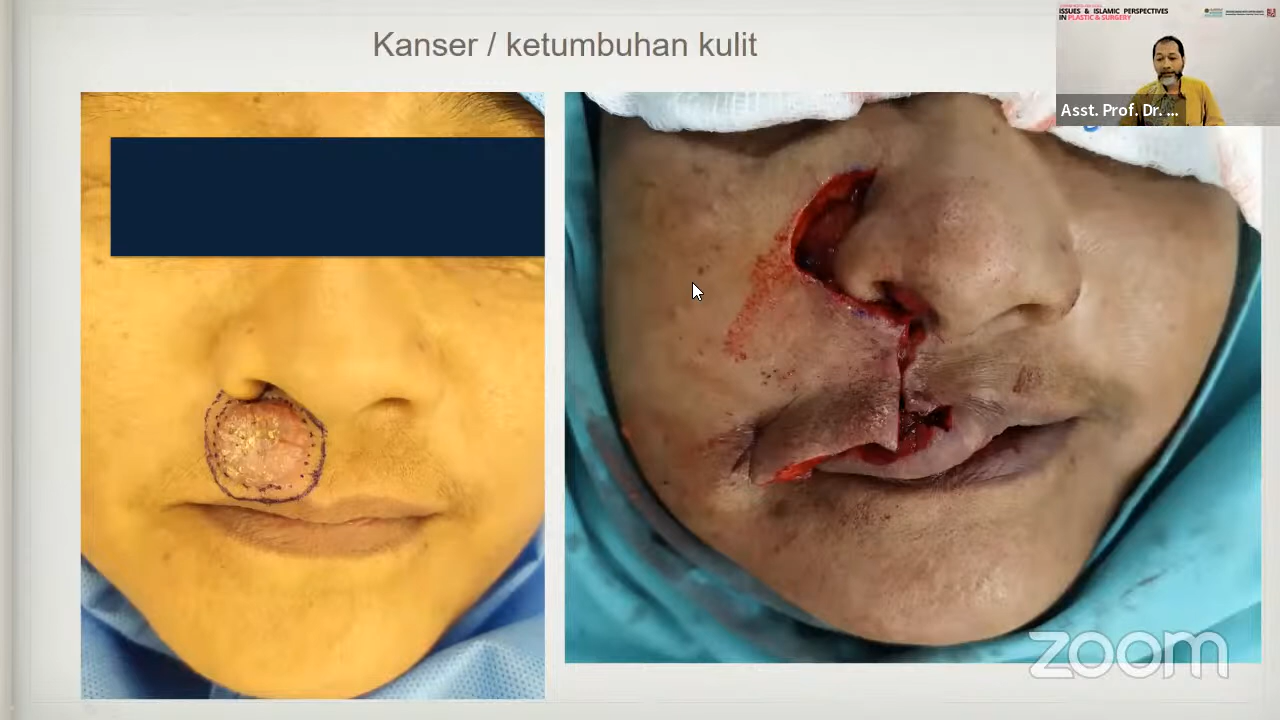 Kanser / ketumbuhan kulit
ISSUES & ISLAMIC PERSPECTIVES
IN PLASTIC & SURGERY
Asst. Prof. Dr. ...
zoom